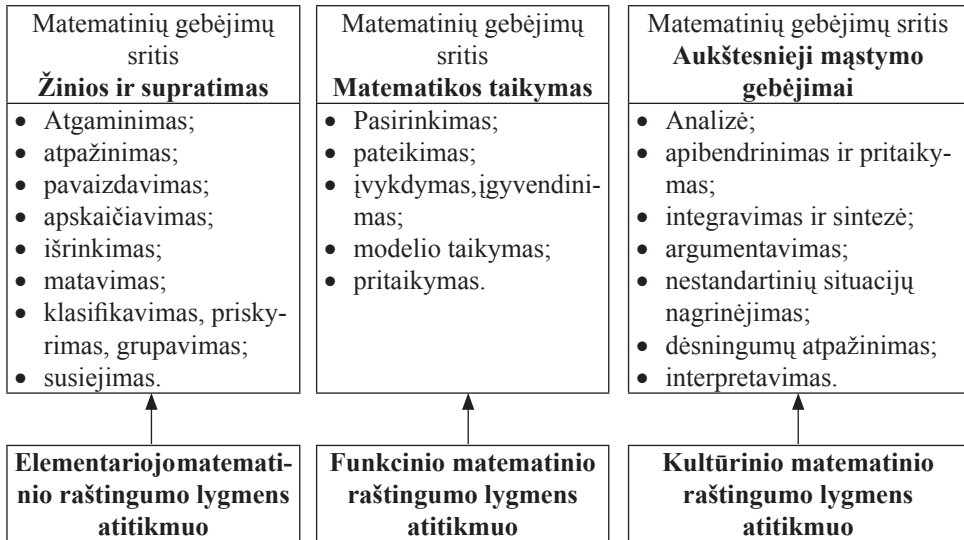 Matematinių gebėjimų
sritis
Žinios ir supratimas
• Atgaminimas;
• atpažinimas;
• pavaizdavimas;
• apskaičiavimas;
• išrinkimas;
• matavimas;
• klasifikavimas, prisky-
rimas, grupavimas;
• susiejimas.
Matematinių gebėjimų
sritis
Matematikos taikymas
• Pasirinkimas;
• pateikimas;
• įvykdymas,įgyvendini-
mas;
• modelio taikymas;
• pritaikymas.
Matematinių gebėjimų sritis
Aukštesnieji mąstymo
gebėjimai
• Analizė;
• apibendrinimas ir pritaiky-
mas;
• integravimas ir sintezė;
• argumentavimas;
• nestandartinių situacijų
nagrinėjimas;
• dėsningumų atpažinimas;
• interpretavimas.
Elementariojomatemati-
nio raštingumo lygmens
atitikmuo
Funkcinio matematinio
raštingumo lygmens
atitikmuo
Kultūrinio matematinio
raštingumo lygmens
atitikmuo